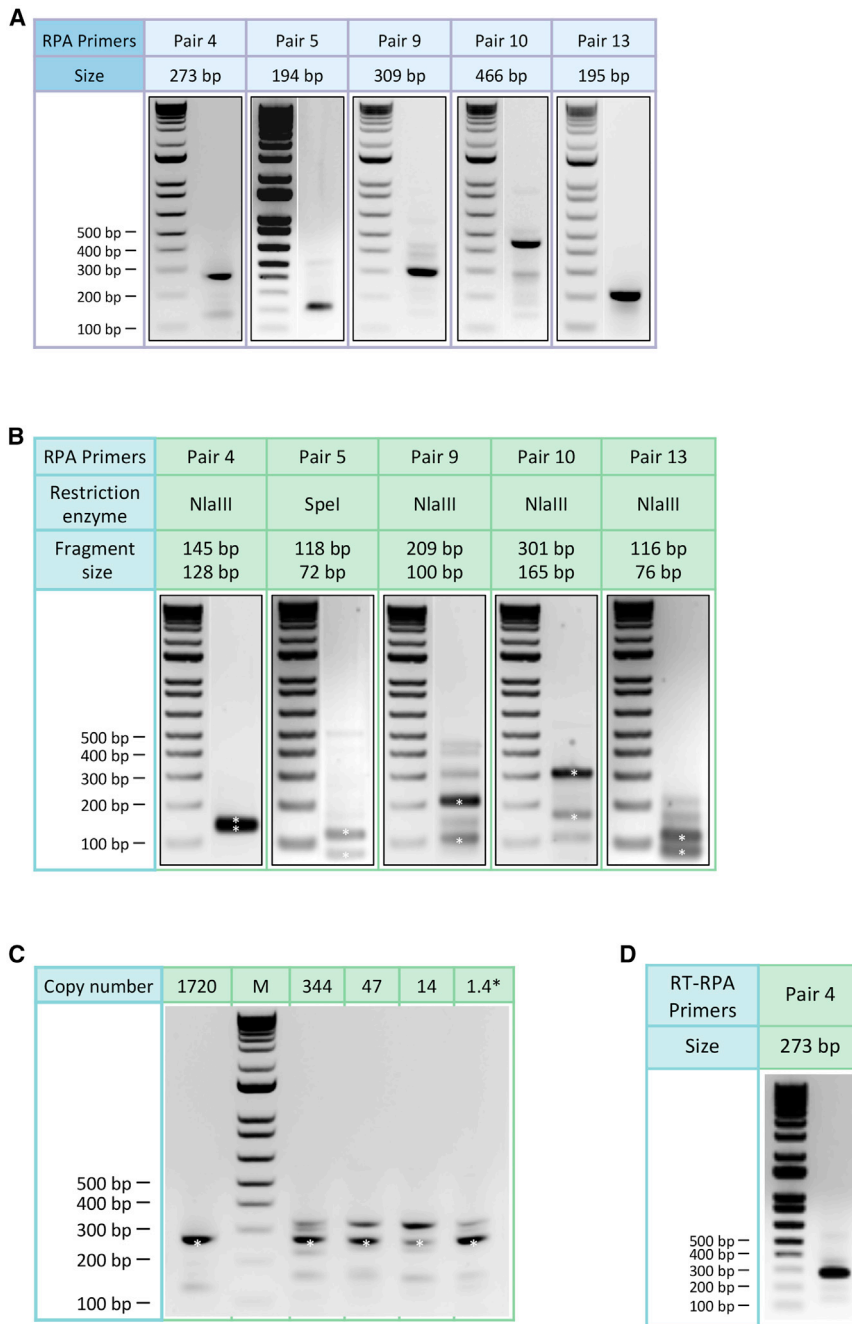 A
RPA Primers Pair 4 Pair 5 Pair 9 Pair 10 Pair 13
Size 273 bp 194 bp 309 bp 466 bp 195 bp
500 bp
400 bp
300 bp
200 bp
100 bp
B
RPA Primers Pair 4 Pair 5 Pair 9 Pair 10 Pair 13
Restriction enzyme NlaIII SpeI NlaIII NlaIII NlaIII
Fragment size 145 bp 118 bp 209 bp 301 bp 116 bp
128 bp 72 bp 100 bp 165 bp 76 bp
500 bp
400 bp
300 bp
200 bp
100 bp
* * * * *
* * * * *
C
Copy number 1720 M 344 47 14 1.4*
500 bp
400 bp
300 bp
200 bp
100 bp
* * * * *
D
RT-RPA
Primers
Pair 4
Size 273 bp
500 bp
400 bp
300 bp
200 bp
100 bp